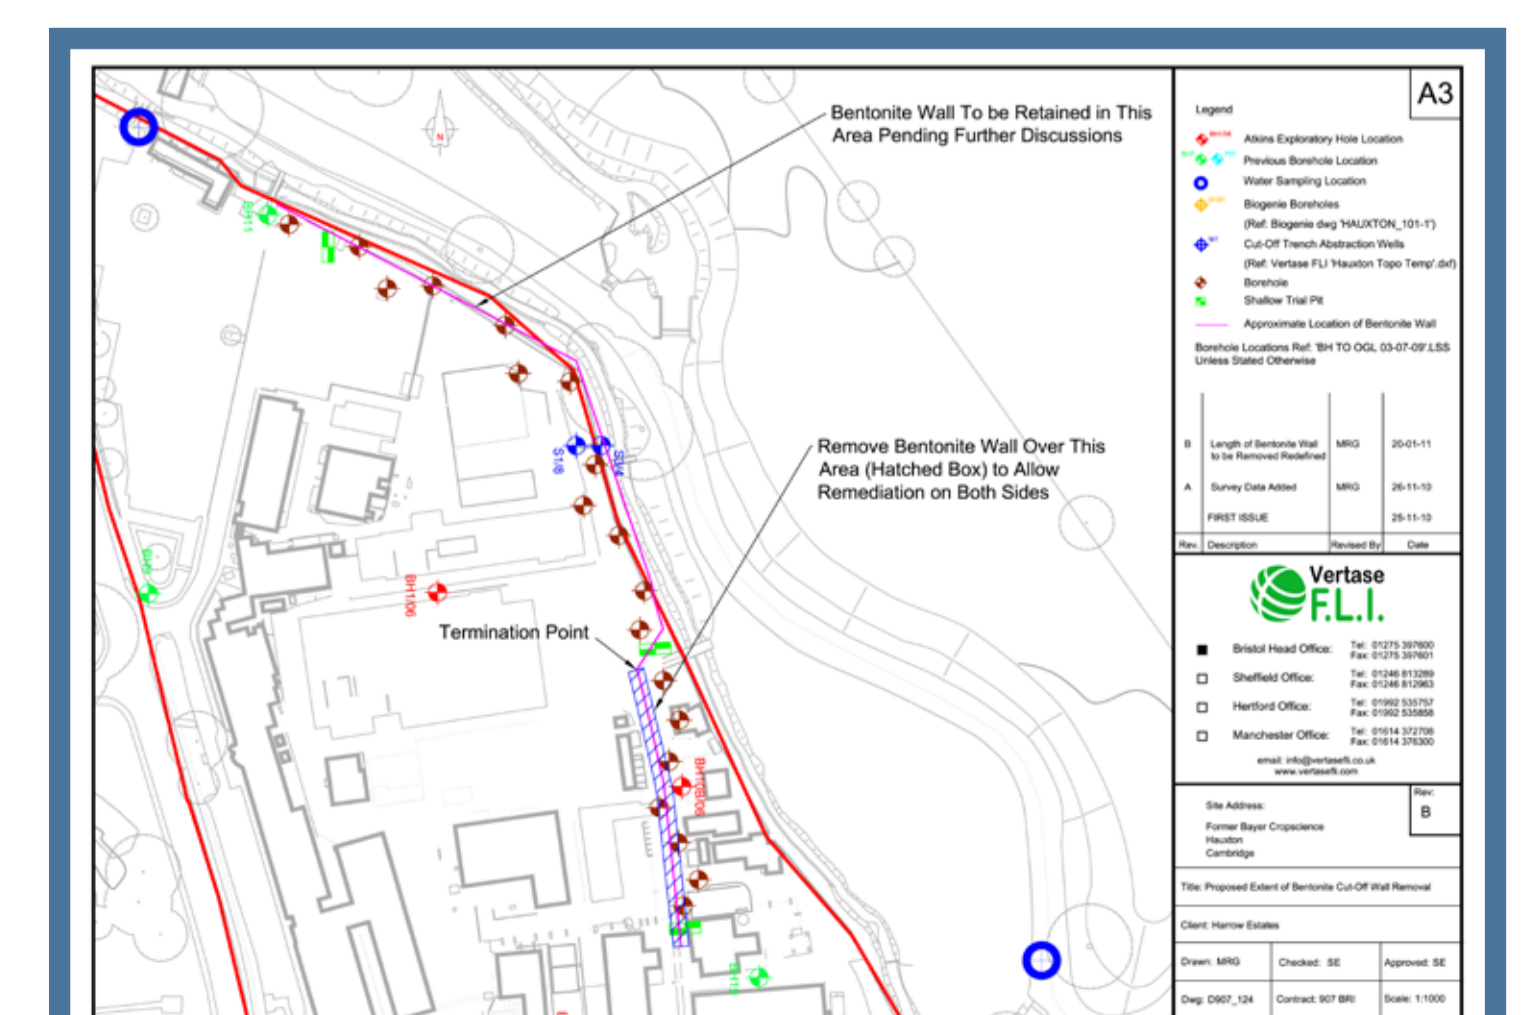 A3
Bentonite Wall To be Retained in This
Area Pending Further Discussions
N
BH11
S1/8
S3/4
Remove Bentonite Wall Over This
Area (Hatched Box) to Allow
Remediation on Both Sides
BH9
BH1/06
Termination Point
BH10B/06
Legend
Atkins Exploratory Hole Location
Previous Borehole Location
Water Sampling Location
Biogenie Boreholes
(Ref: Biogenie dwg 'HAUXTON_101-1')
Cut-Off Trench Abstraction Wells
(Ref: Vertase FLI 'Hauxton Topo Temp'.dxf)
Borehole
Shallow Trial Pit
Approximate Location of Bentonite Wall
Borehole Locations Ref: 'BH TO OGL 03-07-09'.LSS
Unless Stated Otherwise
B Length of Bentonite Wall MRG 20-01-11
to be Removed Redefined
A Survey Data Added MRG 26-11-10
FIRST ISSUE 25-11-10
Rev. Description Revised By Date
Vertase
F.L.I.
Bristol Head Office: Tel: 01275 397600
Fax: 01275 397601
Sheffield Office: Tel: 01246 813289
Fax: 01246 812963
Hertford Office: Tel: 01992 535757
Fax: 01992 535858
Manchester Office: Tel: 01614 372708
Fax: 01614 376300
email: info@vertasefli.co.uk
www.vertasefli.com
Rev:
B
Site Address:
Former Bayer Cropscience
Hauxton
Cambridge
Title: Proposed Extent of Bentonite Cut-Off Wall Removal
Client: Harrow Estates
Drawn: MRG Checked: SE Approved: SE
Dwg: D907_124 Contract: 907 BRI Scale: 1:1000